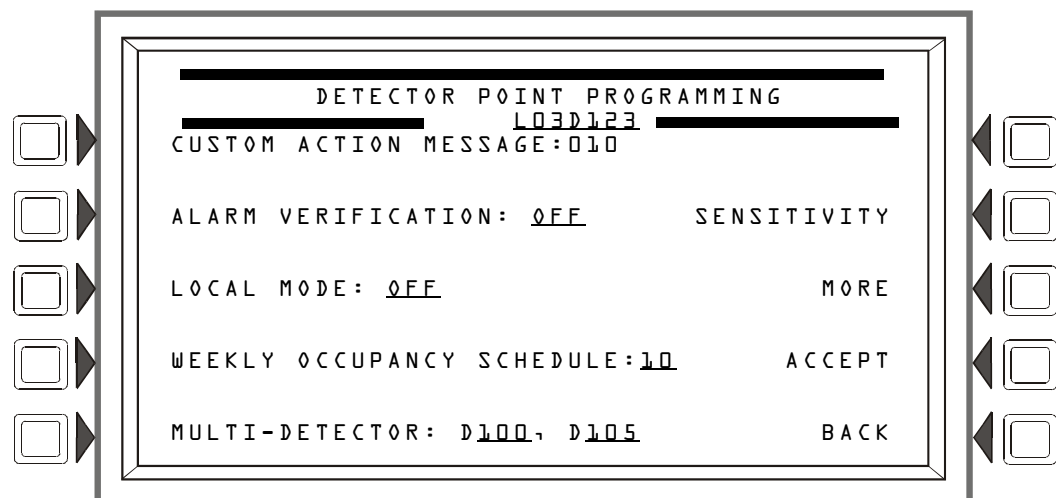 DETECTOR POINT PROGRAMMING
L03D123
CUSTOM ACTION MESSAGE:010
ALARM VERIFICATION: OFF SENSITIVITY
LOCAL MODE: OFF MORE
WEEKLY OCCUPANCY SCHEDULE:10 ACCEPT
MULTI-DETECTOR: D100, D105 BACK